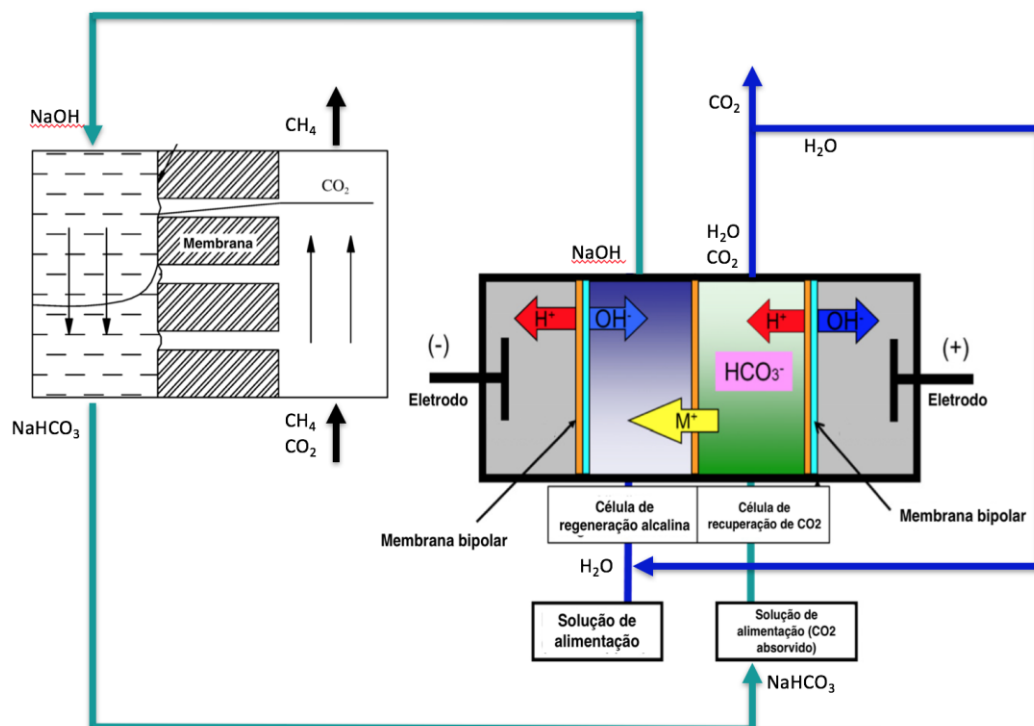 NaOH
CH₄
CO₂
Membrana
NaHCO₃
CH₄
CO₂
CO₂
H₂O
H₂O
CO₂
NaOH
H⁺
OH⁻
H⁺
OH⁻
(-)
(+)
HCO₃⁻
Eletrodo
Eletrodo
M⁺
Célula de
regeneração alcalina
Célula de
recuperação de CO2
Membrana bipolar
Membrana bipolar
H₂O
Solução de
alimentação
Solução de
alimentação (CO2
absorvido)
NaHCO₃